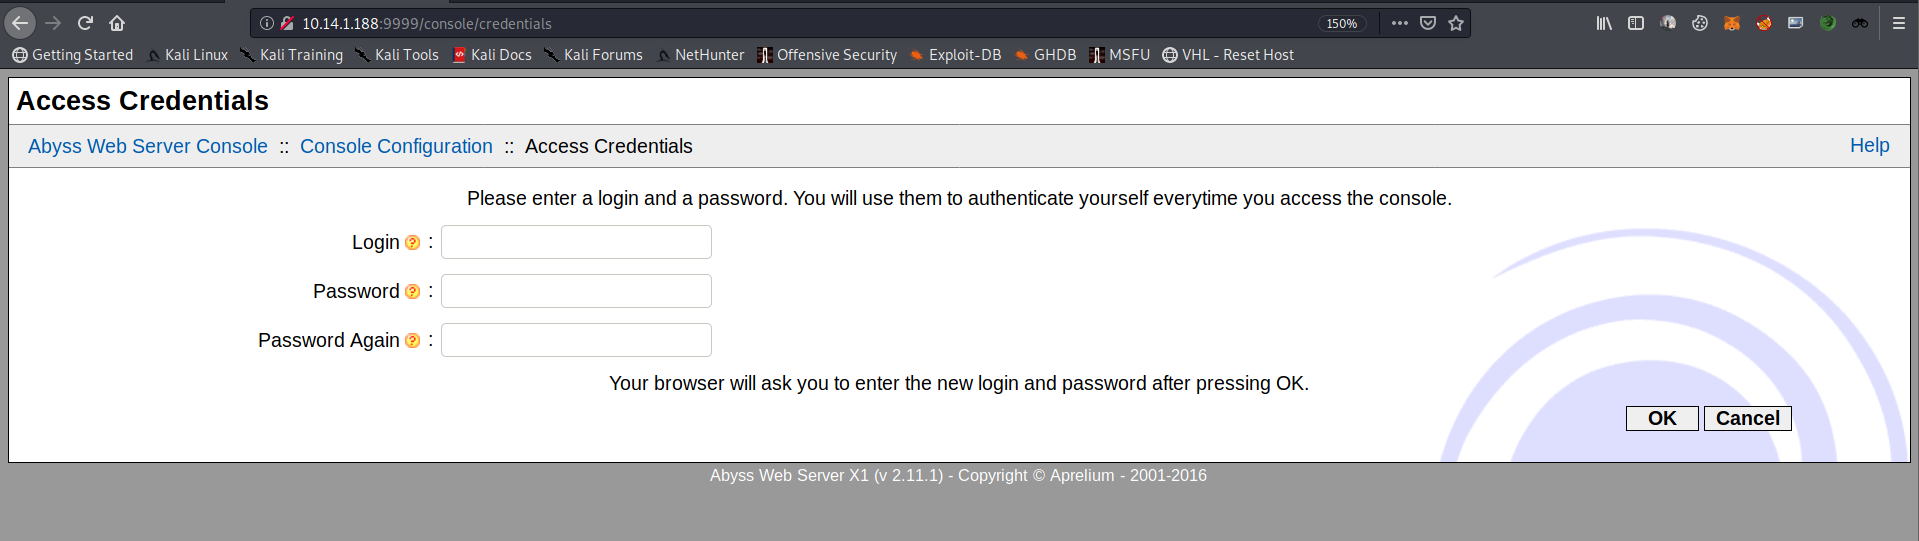 10.14.1.188:9999/console/credentials 150%
Getting Started Kali Linux Kali Training Kali Tools Kali Docs Kali Forums NetHunter Offensive Security Exploit-DB GHDB MSFU VHL - Reset Host
Access Credentials
Abyss Web Server Console :: Console Configuration :: Access Credentials Help
Please enter a login and a password. You will use them to authenticate yourself everytime you access the console.
Login ? :
Password ? :
Password Again ? :
Your browser will ask you to enter the new login and password after pressing OK.
OK Cancel
Abyss Web Server X1 (v 2.11.1) - Copyright © Aprelium - 2001-2016